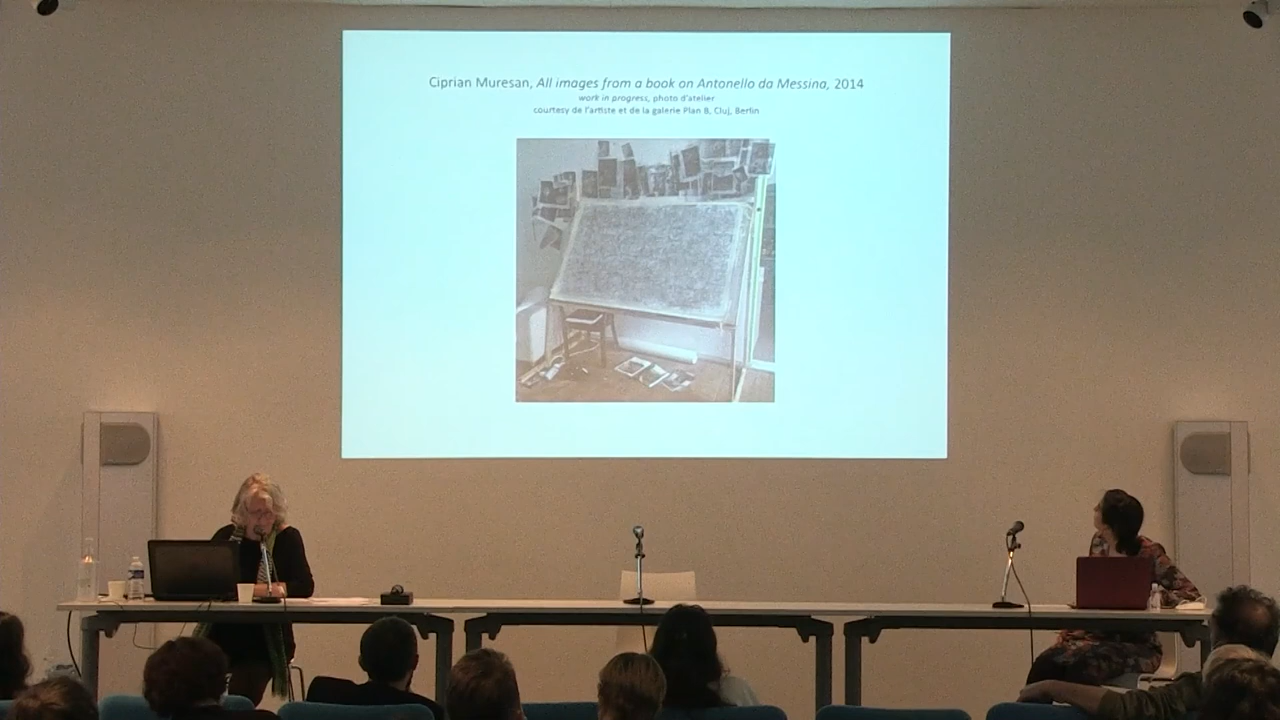 Ciprian Muresan, All images from a book on Antonello da Messina, 2014
work in progress, photo d'atelier
courtesy de l'artiste et de la galerie Plan B, Cluj, Berlin